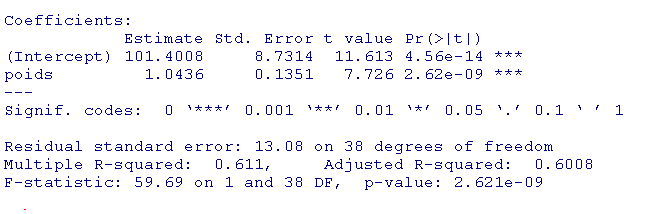 Coefficients:
            Estimate Std. Error t value Pr(>|t|)
(Intercept) 101.4008     8.7314  11.613 4.56e-14 ***
poids         1.0436     0.1351   7.726 2.62e-09 ***
---
Signif. codes:  0 ‘***’ 0.001 ‘**’ 0.01 ‘*’ 0.05 ‘.’ 0.1 ‘ ’ 1
Residual standard error: 13.08 on 38 degrees of freedom
Multiple R-squared:  0.611,     Adjusted R-squared:  0.6008
F-statistic: 59.69 on 1 and 38 DF,  p-value: 2.621e-09